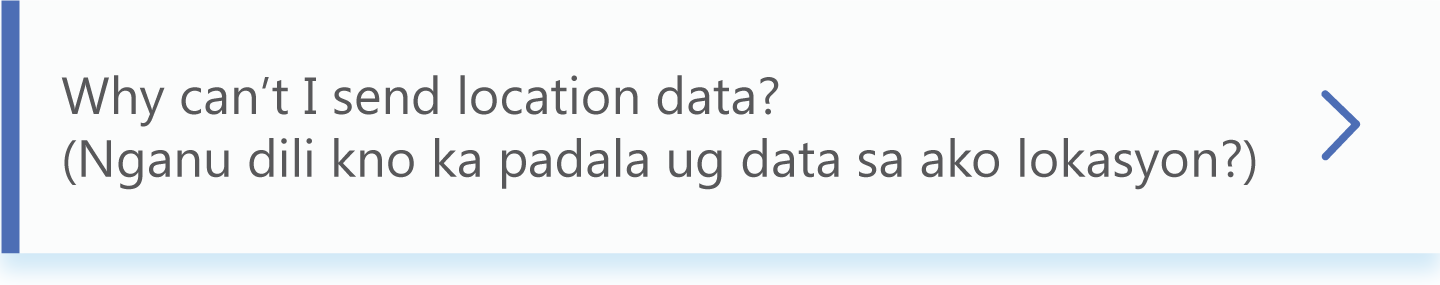 Why can’t I send location data?
(Nganu dili kno ka padala ug data sa ako lokasyon?)